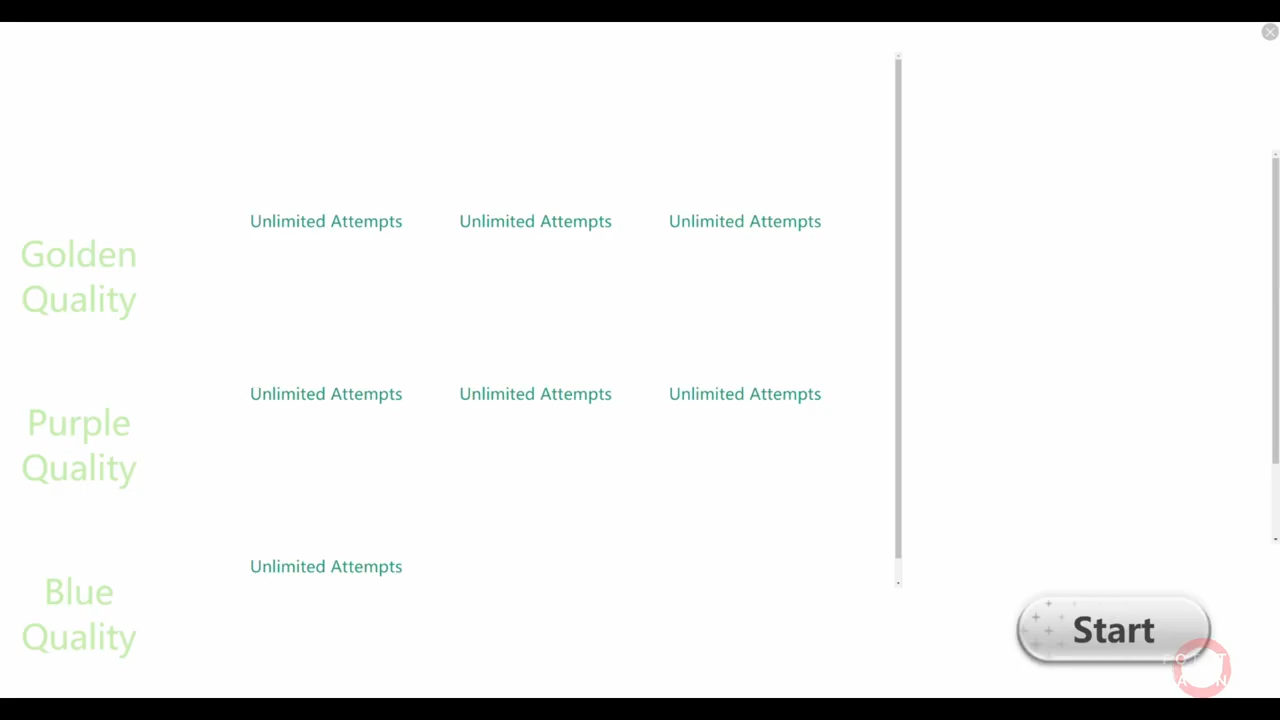 Unlimited Attempts Unlimited Attempts Unlimited Attempts
Golden
Quality
Unlimited Attempts Unlimited Attempts Unlimited Attempts
Purple
Quality
Unlimited Attempts
Blue
Quality
Start